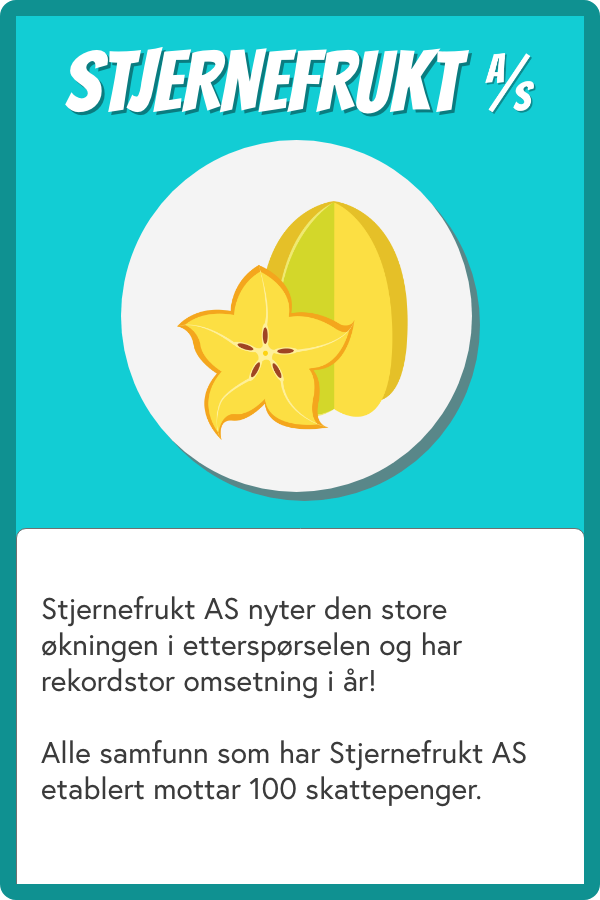 STJERNEFRUKT A/S
Stjernefrukt AS nyter den store
økningen i etterspørselen og har
rekordstor omsetning i år!
Alle samfunn som har Stjernefrukt AS
etablert mottar 100 skattepenger.